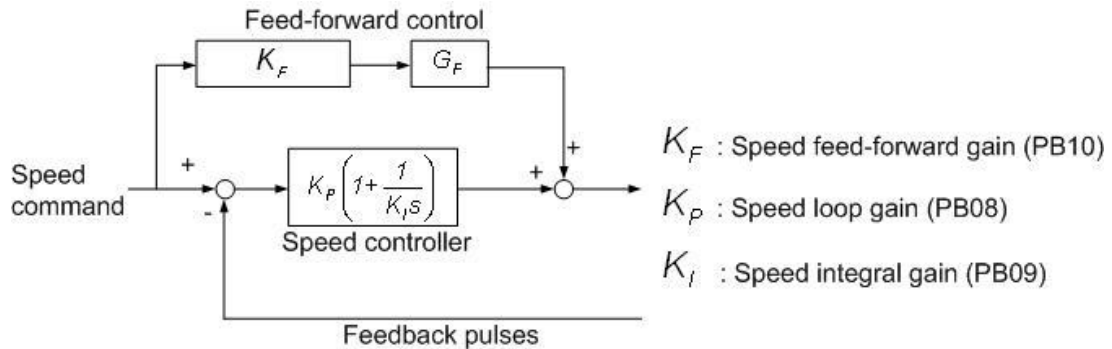 Feed-forward control
K_F
G_F
+
K_F : Speed feed-forward gain (PB10)
Speed command
+
-
K_P(1+1/(K_I s))
+
Speed controller
K_P : Speed loop gain (PB08)
K_I : Speed integral gain (PB09)
Feedback pulses